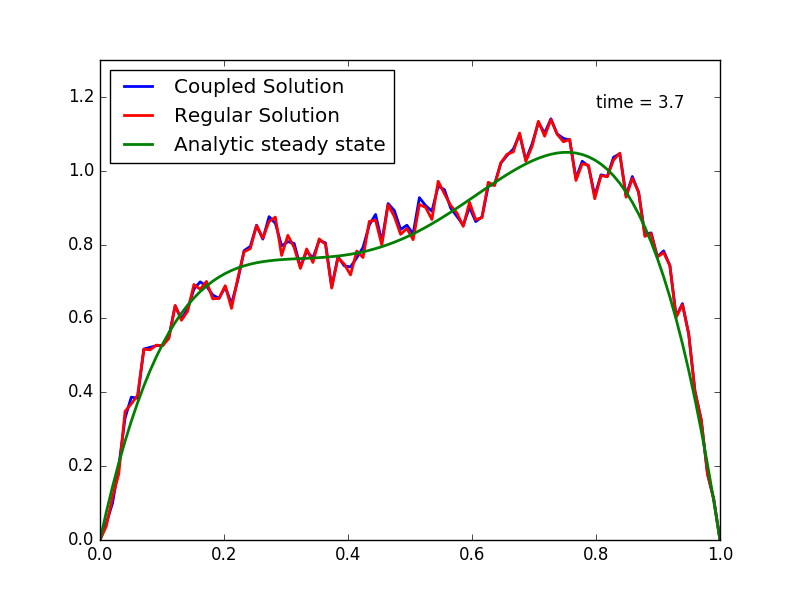 1.2
1.0
0.8
0.6
0.4
0.2
0.0
Coupled Solution
Regular Solution
Analytic steady state
time = 3.7
0.0 0.2 0.4 0.6 0.8 1.0